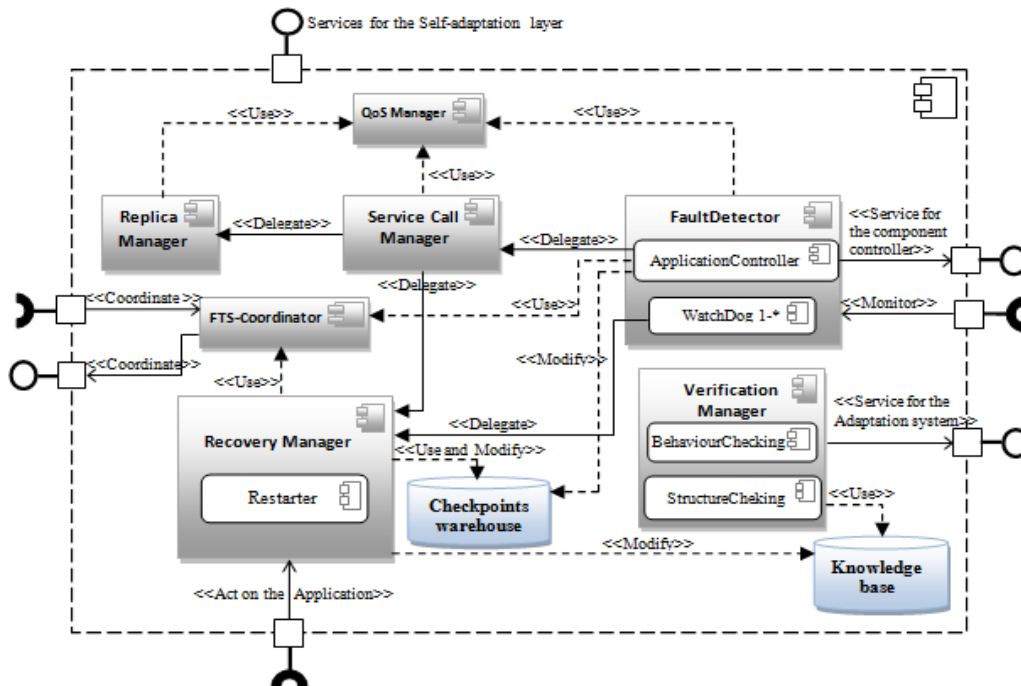 Services for the Self-adaptation layer
<<Use>>
QoS Manager
<<Use>>
<<Use>>
Replica
Manager
<<Delegate>>
Service Call
Manager
<<Delegate>>
FaultDetector
ApplicationController
<<Service for
the component
controller>>
<<Delegate>>
<<Coordinate >>
FTS-Coordinator
<<Use>>
WatchDog 1-*
<<Monitor>>
<<Coordinate>>
<<Use>>
<<Modify>>
Recovery Manager
Restarter
<<Delegate>
<<Use and Modify>>
Checkpoints
warehouse
Verification
Manager
BehaviourChecking
StructureCheking
<<Service for the
Adaptation system>>
<<Use>>
<<Modify>>
Knowledge
base
<<Act on the Application>>